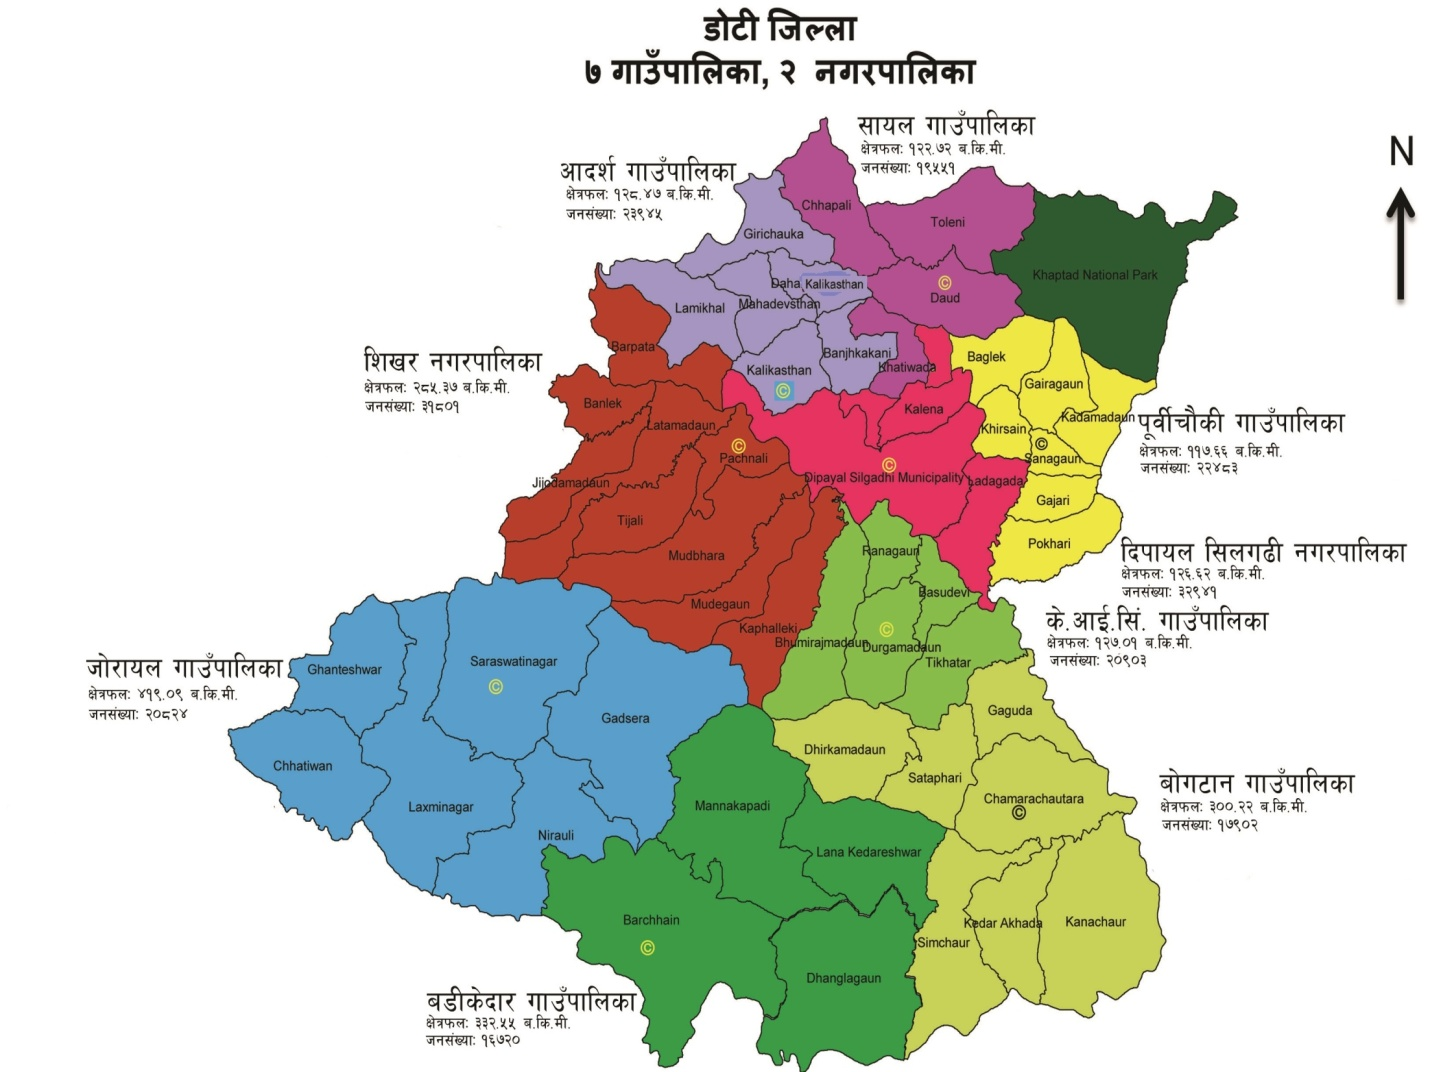 डोटी जिल्ला
७ गाउँपालिका, २ नगरपालिका
सायल गाउँपालिका
क्षेत्रफल: १२२.७२ ब.कि.मी.
जनसंख्या: १९५५१
N
आदर्श गाउँपालिका
क्षेत्रफल: १२८.४७ ब.कि.मी.
जनसंख्या: २३९४५
Chhapali
Toleni
Girichauka
Khaptad National Park
Daha
Kalikasthan
©
Daud
Lamikhal
Mahadevsthan
Barpata
Banjhkakani
Khatiwada
Baglek
शिखर नगरपालिका
क्षेत्रफल: २८५.३७ ब.कि.मी.
जनसंख्या: ३१८०१
Kalikasthan
©
Gairagaun
Banlek
Kalena
Kadamadaun
Latamadaun
Khirsain
पूर्वीचौकी गाउँपालिका
क्षेत्रफल: ११७.६६ ब.कि.मी.
जनसंख्या: २२४८३
©
Pachnali
©
Sanagaun
©
Dipayal Silgadhi Municipality
Ladagada
Jijodamadaun
Gajari
Tijali
Pokhari
Mudbhara
Ranagaun
दिपायल सिलगढी नगरपालिका
क्षेत्रफल: १२६.६२ ब.कि.मी.
जनसंख्या: ३२९४१
Basudevi
Mudegaun
Kaphalleki
©
Bhumirajmadaun
Durgamadaun
Tikhatar
के.आई.सिं. गाउँपालिका
क्षेत्रफल: १२७.०१ ब.कि.मी.
जनसंख्या: २०९०३
जोरायल गाउँपालिका
क्षेत्रफल: ४१९.०९ ब.कि.मी.
जनसंख्या: २०८२४
Ghanteshwar
Saraswatinagar
©
Gadsera
Gaguda
Dhirkamadaun
Chhatiwan
Sataphari
Laxminagar
Mannakapadi
Chamarachautara
©
बोगटान गाउँपालिका
क्षेत्रफल: ३००.२२ ब.कि.मी.
जनसंख्या: १७९०२
Nirauli
Lana Kedareshwar
Barchhain
©
Kedar Akhada
Kanachaur
Simchaur
Dhanglagaun
बडीकेदार गाउँपालिका
क्षेत्रफल: ३३२.५५ ब.कि.मी.
जनसंख्या: १६७२०